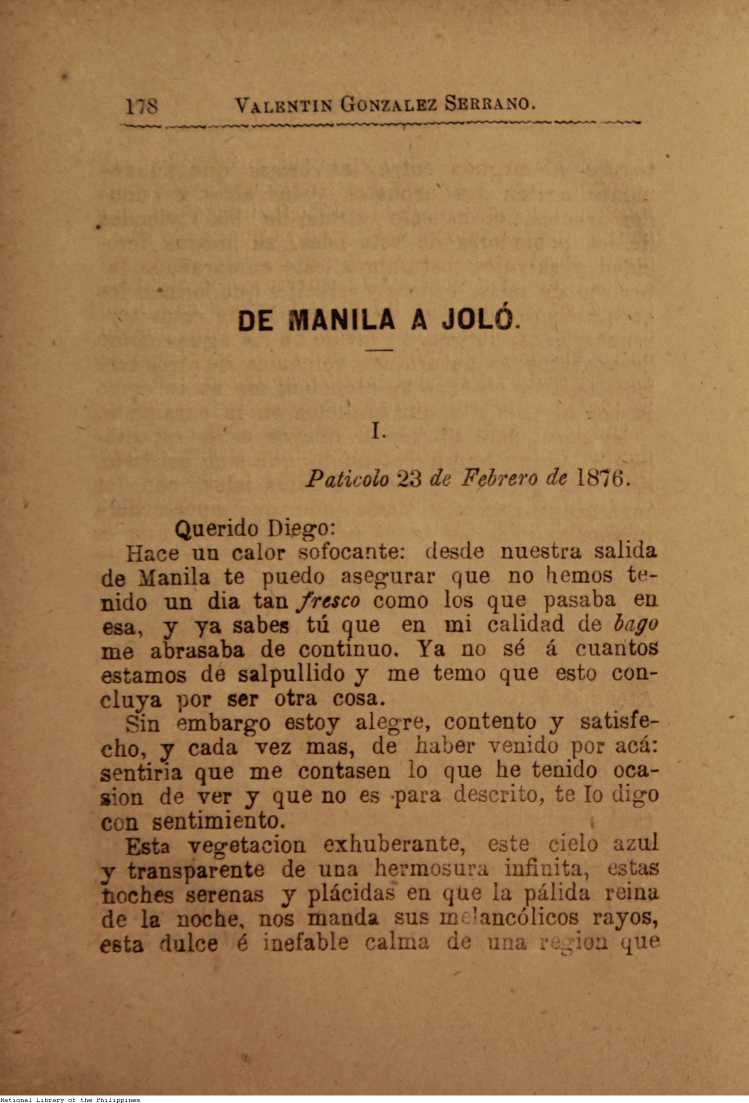 178 VALENTIN GONZALEZ SERRANO.
DE MANILA A JOLÓ.
I.
Paticolo 23 de Febrero de 1876.
Querido Diego:
Hace un calor sofocante: desde nuestra salida
de Manila te puedo asegurar que no hemos te-
nido un dia tan fresco como los que pasaba en
esa, y ya sabes tú que en mi calidad de bago
me abrasaba de continuo. Ya no sé á cuantos
estamos de salpullido y me temo que esto con-
cluya por ser otra cosa.
Sin embargo estoy alegre, contento y satisfe-
cho, y cada vez mas, de haber venido por acá:
sentiria que me contasen lo que he tenido oca-
sion de ver y que no es para descrito, te lo digo
con sentimiento.
Esta vegetacion exhuberante, este cielo azul
y transparente de una hermosura infinita, estas
noches serenas y plácidas en que la pálida reina
de la noche, nos manda sus melancólicos rayos,
esta dulce é inefable calma de una region que
National Library of the Philippines